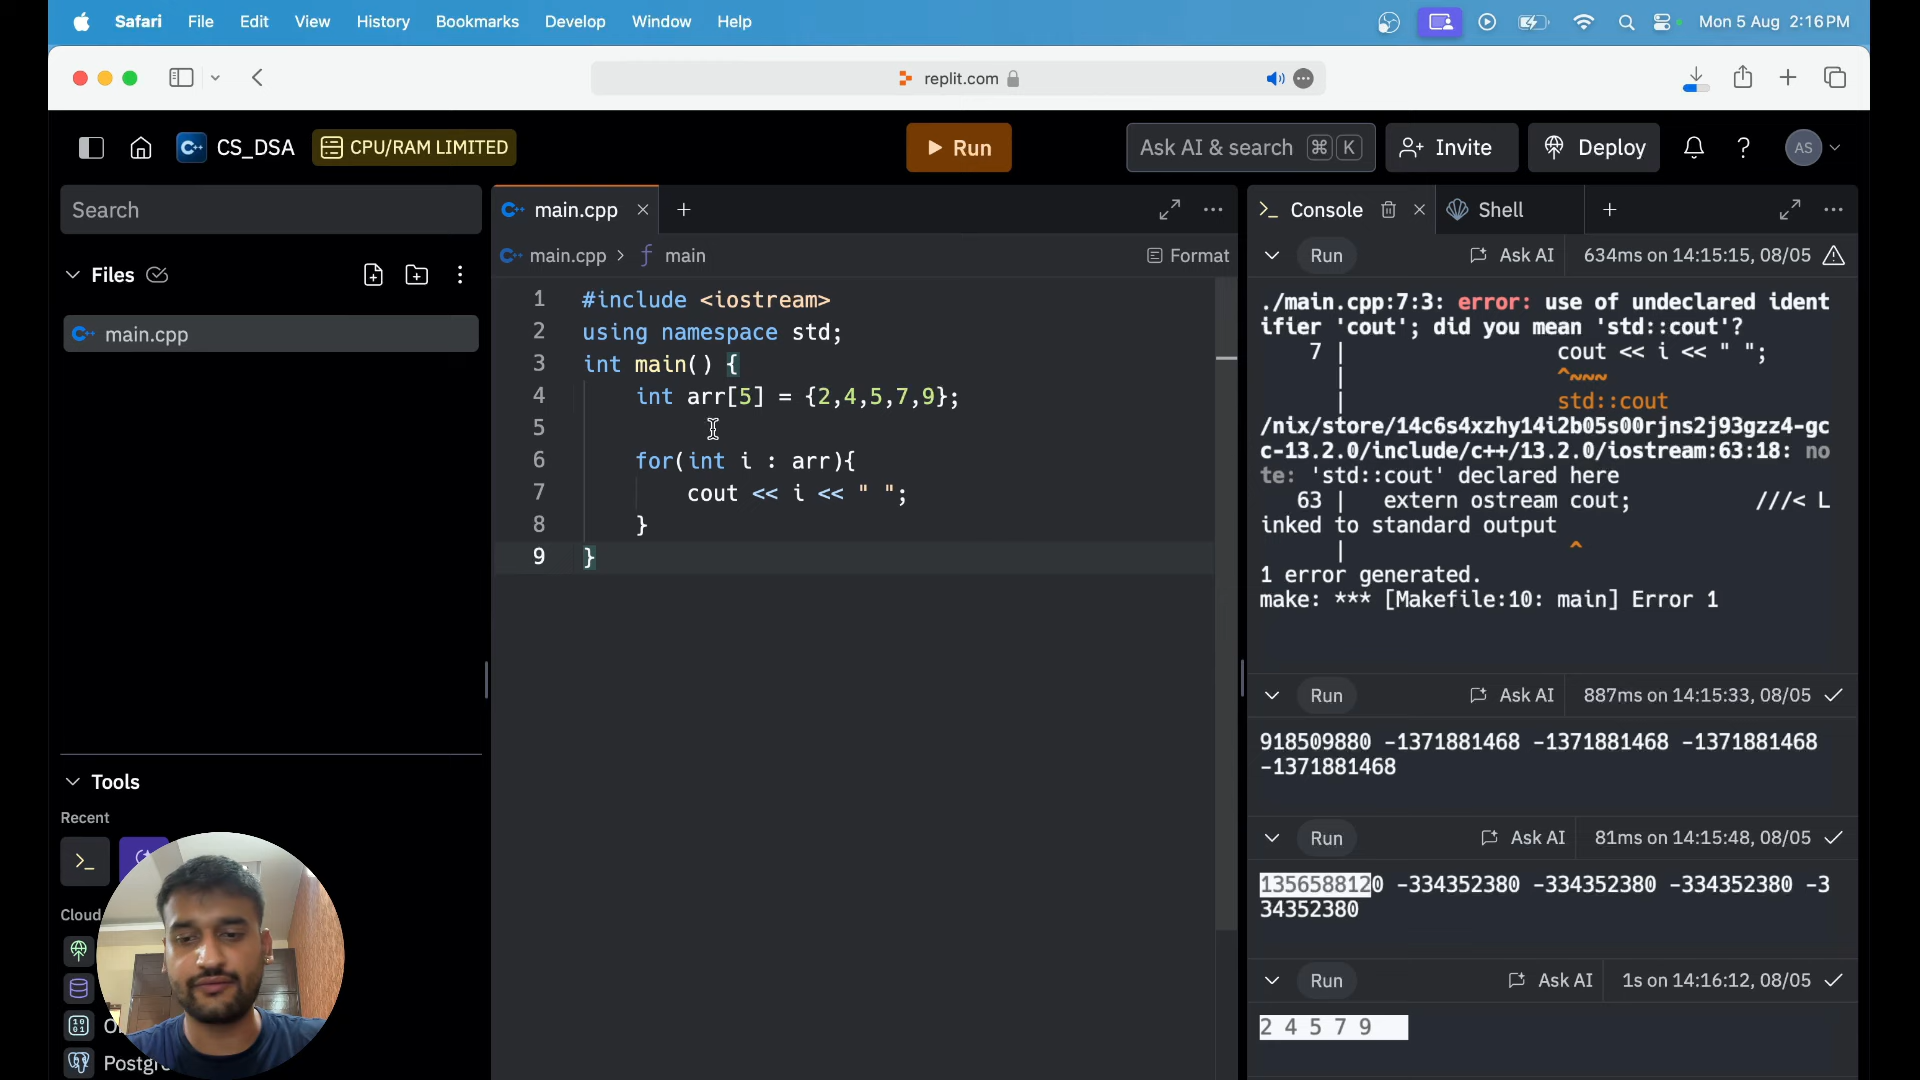 Safari File Edit View History Bookmarks Develop Window Help Mon 5 Aug 2:16 PM
replit.com
CS_DSA CPU/RAM LIMITED Run Ask AI & search ⌘ K Invite Deploy ? AS
Search
Files
main.cpp
Tools
Recent
Cloud
Postgr
main.cpp
main.cpp > main Format
1 #include <iostream>
2 using namespace std;
3 int main() {
4 int arr[5] = {2,4,5,7,9};
5
6 for(int i : arr){
7 cout << i << " ";
8 }
9 }
Console Shell
Run Ask AI 634ms on 14:15:15, 08/05
./main.cpp:7:3: error: use of undeclared ident
ifier 'cout'; did you mean 'std::cout'?
7 | cout << i << " ";
| ^~~~
| std::cout
/nix/store/14c6s4xzhy14i2b05s00rjns2j93gzz4-gc
c-13.2.0/include/c++/13.2.0/iostream:63:18: no
te: 'std::cout' declared here
63 | extern ostream cout; ///< L
inked to standard output
| ^
1 error generated.
make: *** [Makefile:10: main] Error 1
Run Ask AI 887ms on 14:15:33, 08/05
918509880 -1371881468 -1371881468 -1371881468
-1371881468
Run Ask AI 81ms on 14:15:48, 08/05
1356588120 -334352380 -334352380 -334352380 -3
34352380
Run Ask AI 1s on 14:16:12, 08/05
2 4 5 7 9